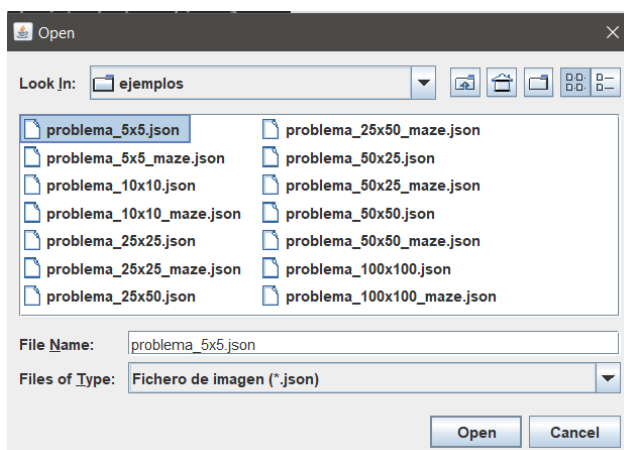 Open
Look In: ejemplos
problema_5x5.json
problema_5x5_maze.json
problema_10x10.json
problema_10x10_maze.json
problema_25x25.json
problema_25x25_maze.json
problema_25x50.json
problema_25x50_maze.json
problema_50x25.json
problema_50x25_maze.json
problema_50x50.json
problema_50x50_maze.json
problema_100x100.json
problema_100x100_maze.json
File Name: problema_5x5.json
Files of Type: Fichero de imagen (*.json)
Open Cancel